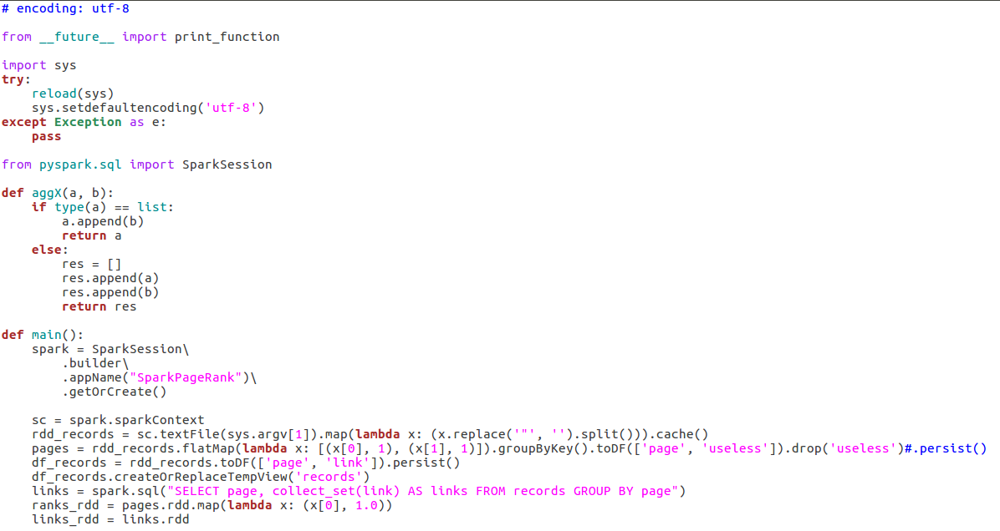 # encoding: utf-8
from __future__ import print_function
import sys
try:
    reload(sys)
    sys.setdefaultencoding('utf-8')
except Exception as e:
    pass
from pyspark.sql import SparkSession
def aggX(a, b):
    if type(a) == list:
        a.append(b)
        return a
    else:
        res = []
        res.append(a)
        res.append(b)
        return res
def main():
    spark = SparkSession\
        .builder\
        .appName("SparkPageRank")\
        .getOrCreate()
    sc = spark.sparkContext
    rdd_records = sc.textFile(sys.argv[1]).map(lambda x: (x.replace('"', '').split())).cache()
    pages = rdd_records.flatMap(lambda x: [(x[0], 1), (x[1], 1)]).groupByKey().toDF(['page', 'useless']).drop('useless')#.persist()
    df_records = rdd_records.toDF(['page', 'link']).persist()
    df_records.createOrReplaceTempView('records')
    links = spark.sql("SELECT page, collect_set(link) AS links FROM records GROUP BY page")
    ranks_rdd = pages.rdd.map(lambda x: (x[0], 1.0))
    links_rdd = links.rdd